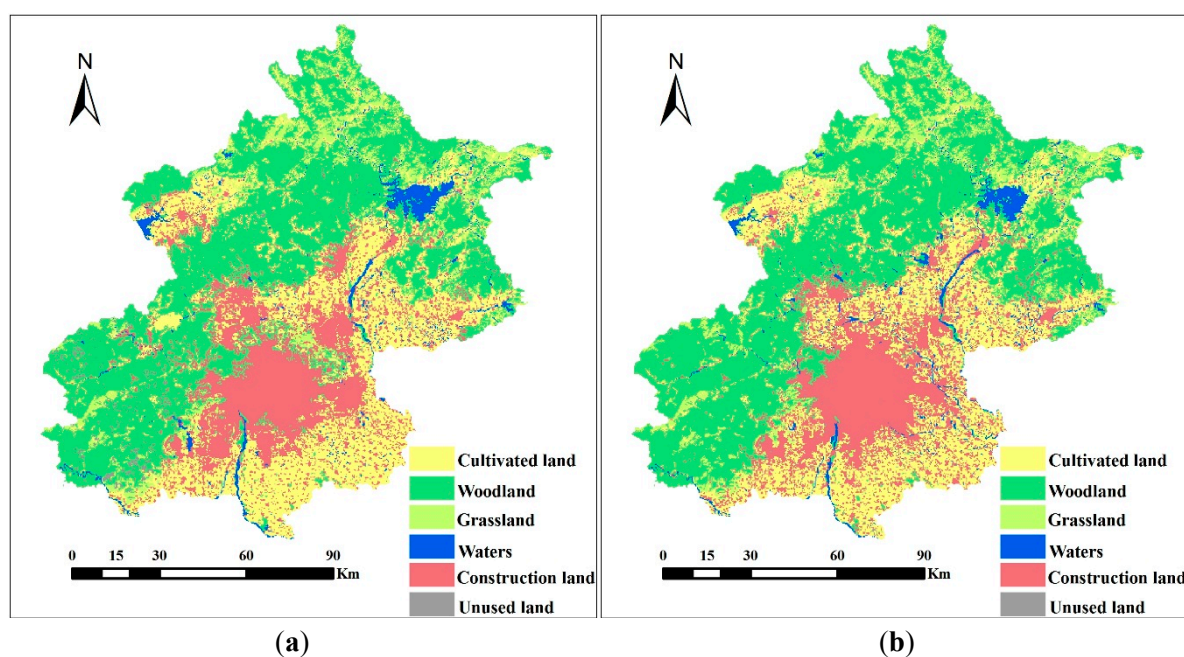 N
Cultivated land
Woodland
Grassland
Waters
Construction land
Unused land
0 15 30 60 90
Km
(a)
N
Cultivated land
Woodland
Grassland
Waters
Construction land
Unused land
0 15 30 60 90
Km
(b)